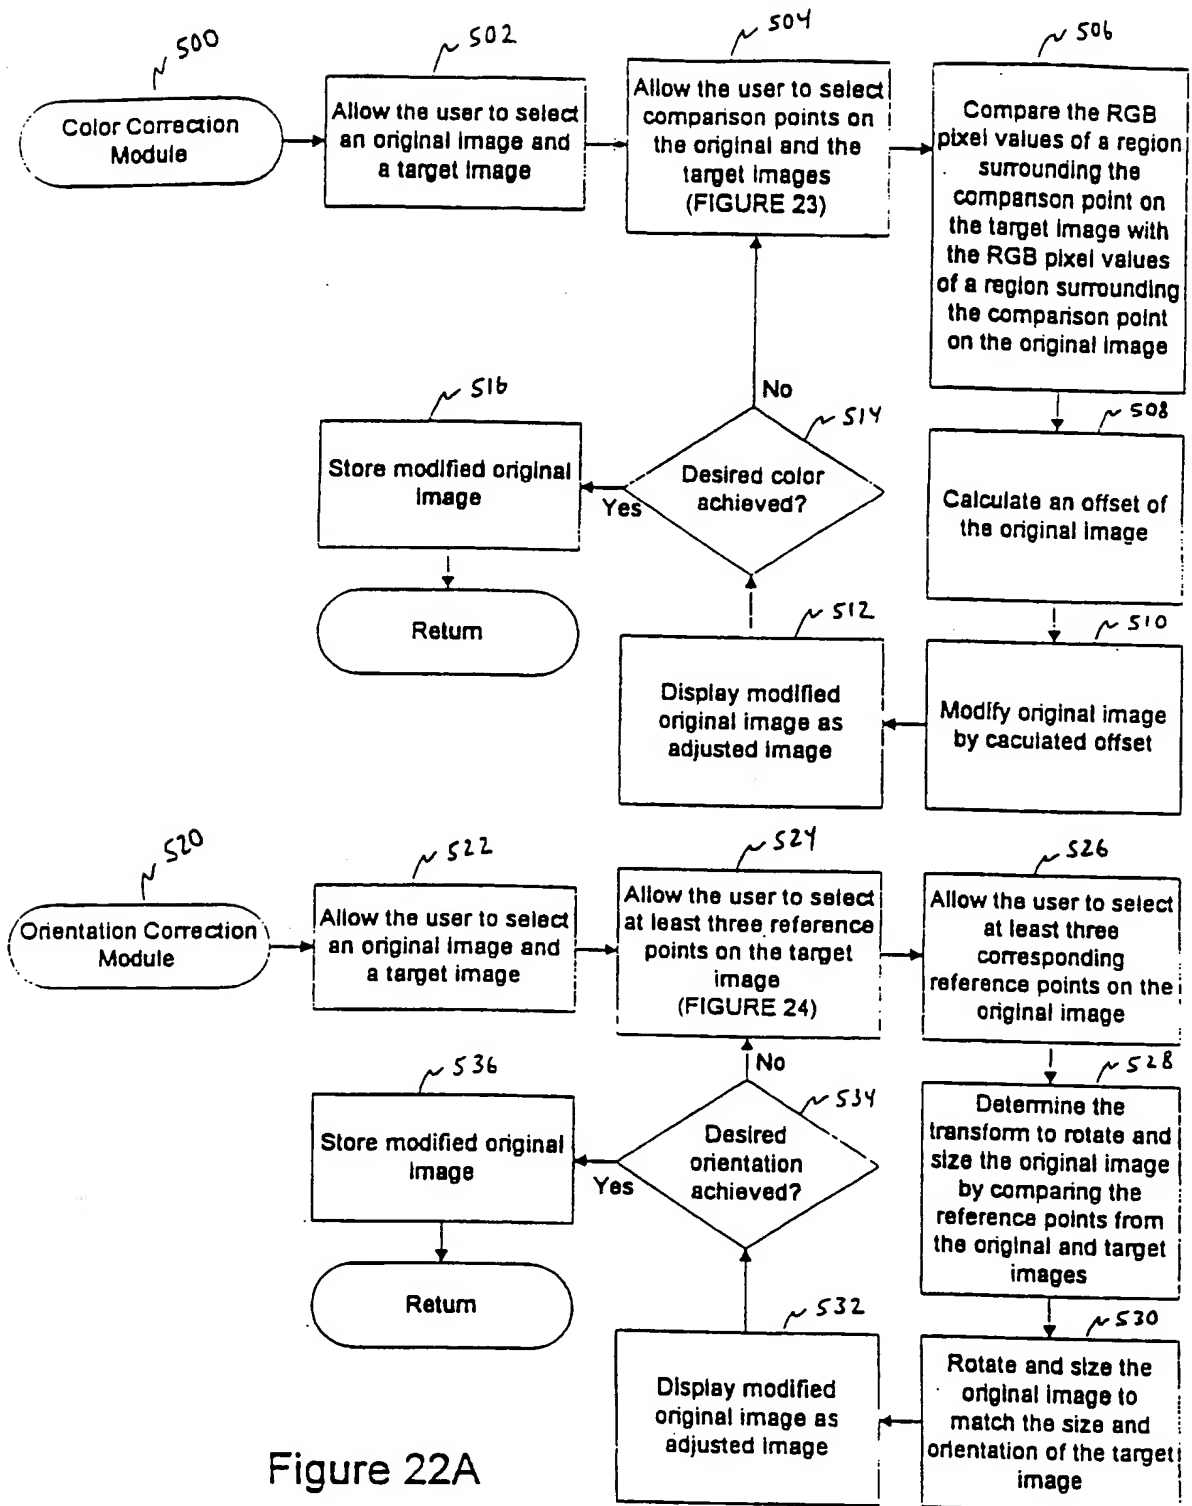 500
Color Correction
Module
502
Allow the user to select
an original image and
a target image
504
Allow the user to select
comparison points on
the original and the
target images
(FIGURE 23)
506
Compare the RGB
pixel values of a region
surrounding the
comparison point on
the target image with
the RGB pixel values
of a region surrounding
the comparison point
on the original image
508
Calculate an offset of
the original image
510
Modify original image
by caculated offset
512
Display modified
original image as
adjusted image
514
Desired color
achieved?
No
Yes
516
Store modified original
image
Return
520
Orientation Correction
Module
522
Allow the user to select
an original image and
a target image
524
Allow the user to select
at least three reference
points on the target
image
(FIGURE 24)
526
Allow the user to select
at least three
corresponding
reference points on the
original image
528
Determine the
transform to rotate and
size the original image
by comparing the
reference points from
the original and target
images
530
Rotate and size the
original image to
match the size and
orientation of the target
image
532
Display modified
original image as
adjusted image
534
Desired
orientation
achieved?
No
Yes
536
Store modified original
image
Return
Figure 22A